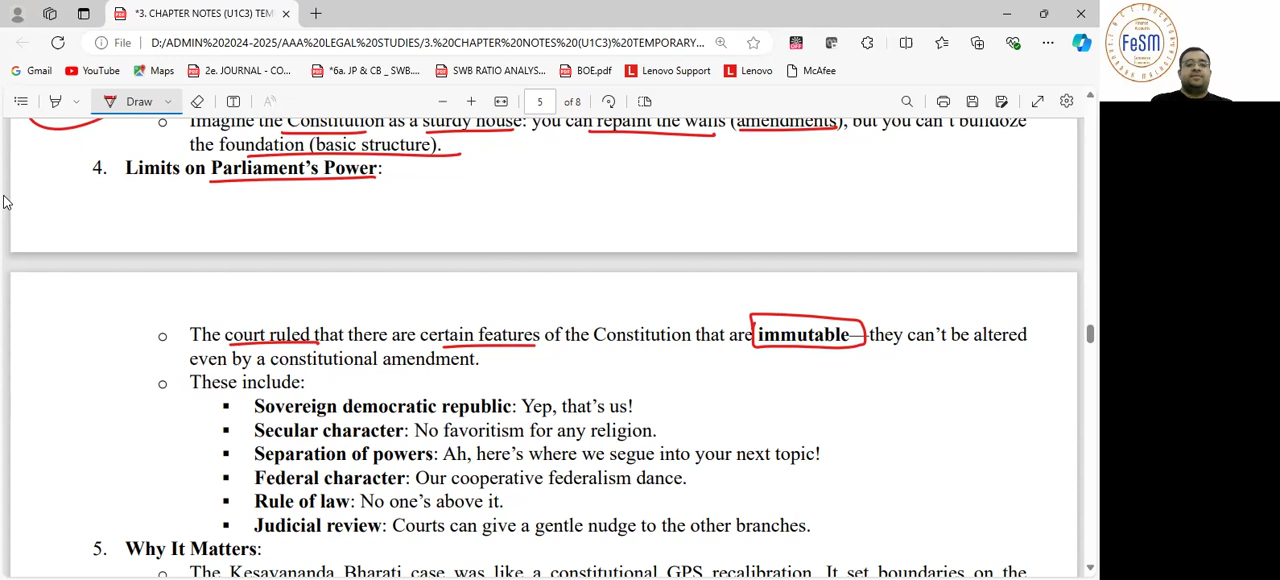 *3. CHAPTER NOTES (U1C3) TEM
File
D:/ADMIN%202024-2025/AAA%20LEGAL%20STUDIES/3.%20CHAPTER%20NOTES%20(U1C3)%20TEMPORARY...
Gmail
YouTube
Maps
2e. JOURNAL - CO...
*6a. JP & CB _ SWB....
SWB RATIO ANALYS...
BOE.pdf
Lenovo Support
Lenovo
McAfee
Draw
5 of 8
FeSM
Imagine the Constitution as a sturdy house: you can repaint the walls (amendments), but you can't bulldoze
the foundation (basic structure).
4. Limits on Parliament's Power:
o The court ruled that there are certain features of the Constitution that are immutable—they can't be altered
even by a constitutional amendment.
o These include:
▪ Sovereign democratic republic: Yep, that's us!
▪ Secular character: No favoritism for any religion.
▪ Separation of powers: Ah, here's where we segue into your next topic!
▪ Federal character: Our cooperative federalism dance.
▪ Rule of law: No one's above it.
▪ Judicial review: Courts can give a gentle nudge to the other branches.
5. Why It Matters:
o The Kesavananda Bharati case was like a constitutional GPS recalibration. It set boundaries on the